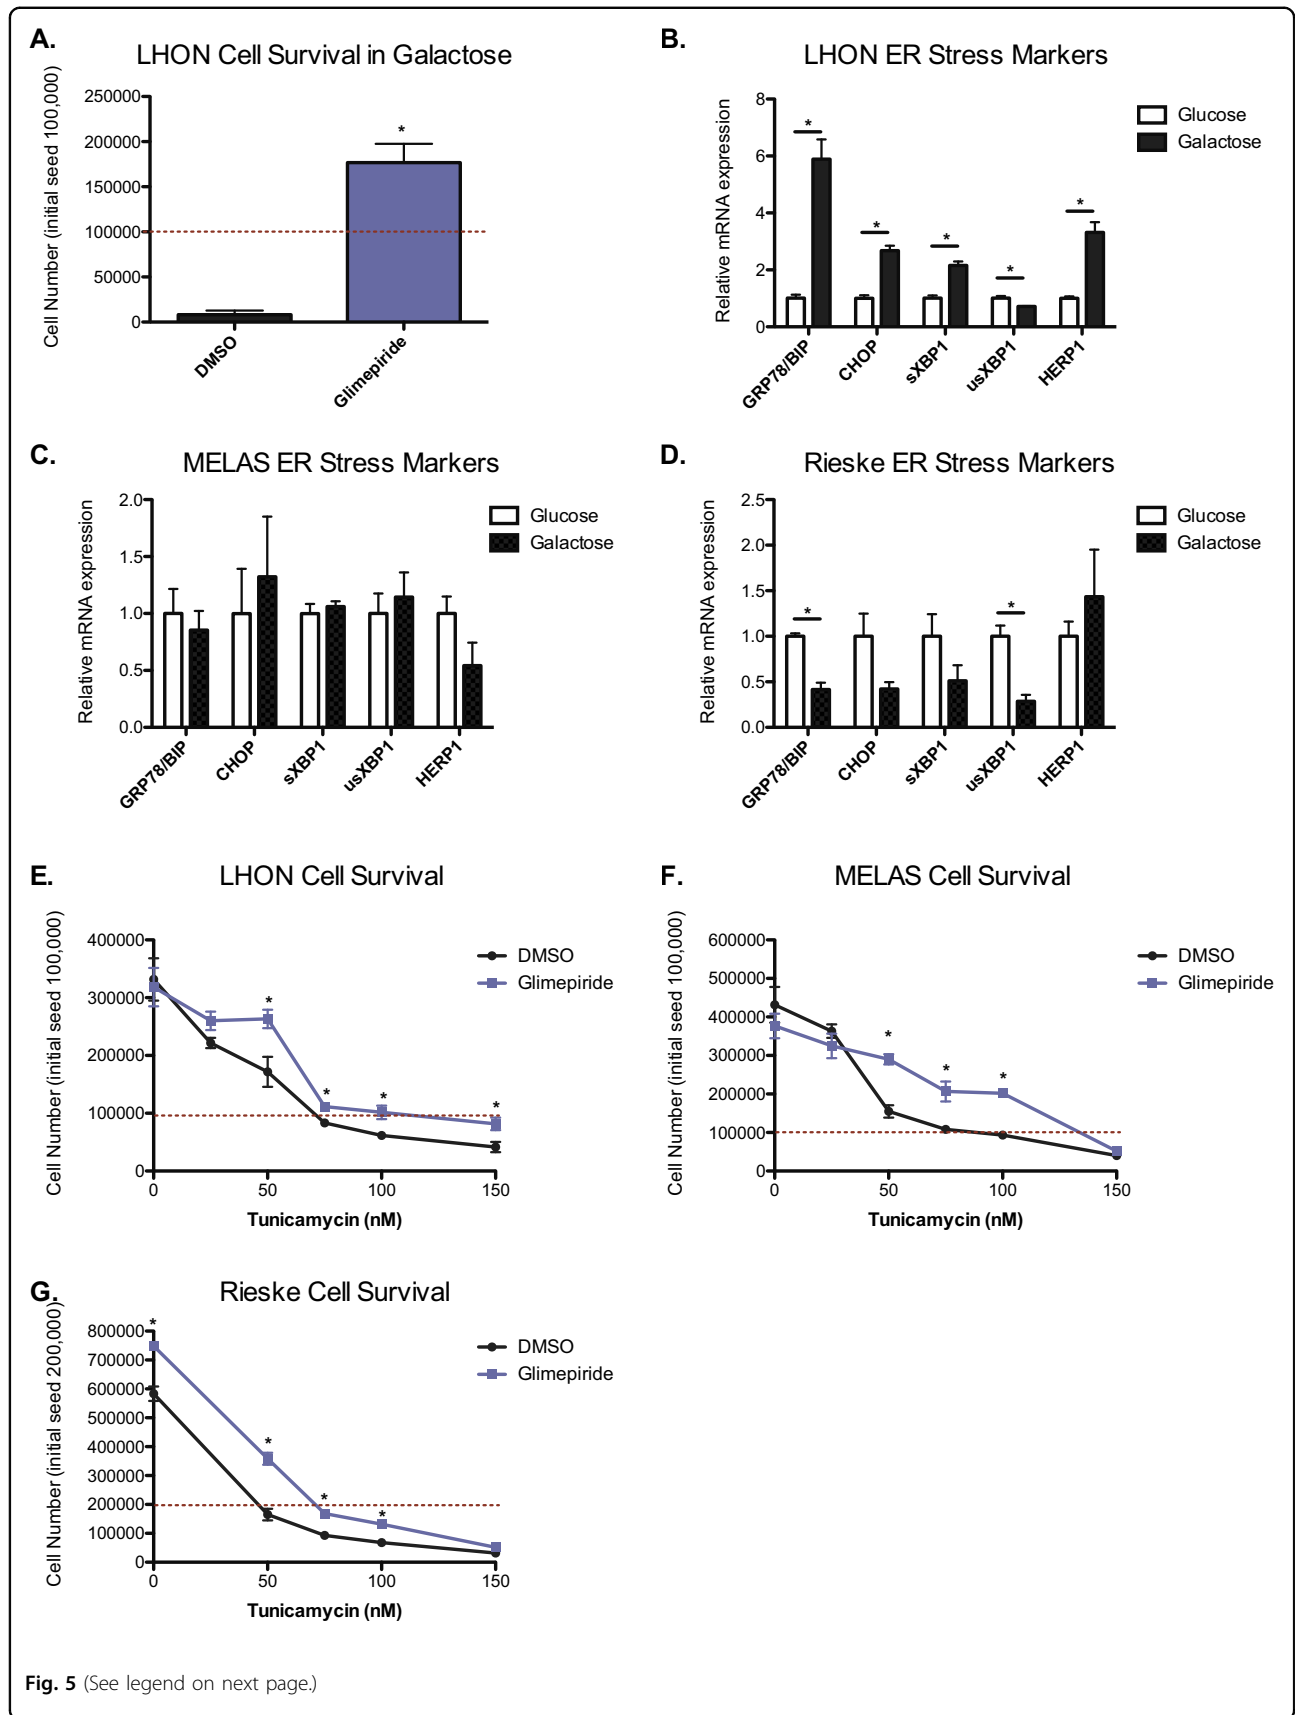 A.
LHON Cell Survival in Galactose
Cell Number (initial seed 100,000)
250000
200000
150000
100000
50000
0
*
DMSO
Glimepiride
B.
LHON ER Stress Markers
Relative mRNA expression
8
6
4
2
0
* * * * *
Glucose
Galactose
GRP78/BIP
CHOP
sXBP1
usXBP1
HERP1
C.
MELAS ER Stress Markers
Relative mRNA expression
2.0
1.5
1.0
0.5
0.0
Glucose
Galactose
GRP78/BIP
CHOP
sXBP1
usXBP1
HERP1
D.
Rieske ER Stress Markers
Relative mRNA expression
2.5
2.0
1.5
1.0
0.5
0.0
* *
Glucose
Galactose
GRP78/BIP
CHOP
sXBP1
usXBP1
HERP1
E.
LHON Cell Survival
Cell Number (initial seed 100,000)
400000
300000
200000
100000
0
* * * *
DMSO
Glimepiride
0 50 100 150
Tunicamycin (nM)
F.
MELAS Cell Survival
Cell Number (initial seed 100,000)
600000
500000
400000
300000
200000
100000
0
* * *
DMSO
Glimepiride
0 50 100 150
Tunicamycin (nM)
G.
Rieske Cell Survival
Cell Number (initial seed 200,000)
800000
700000
600000
500000
400000
300000
200000
100000
0
* * * *
DMSO
Glimepiride
0 50 100 150
Tunicamycin (nM)
Fig. 5 (See legend on next page.)